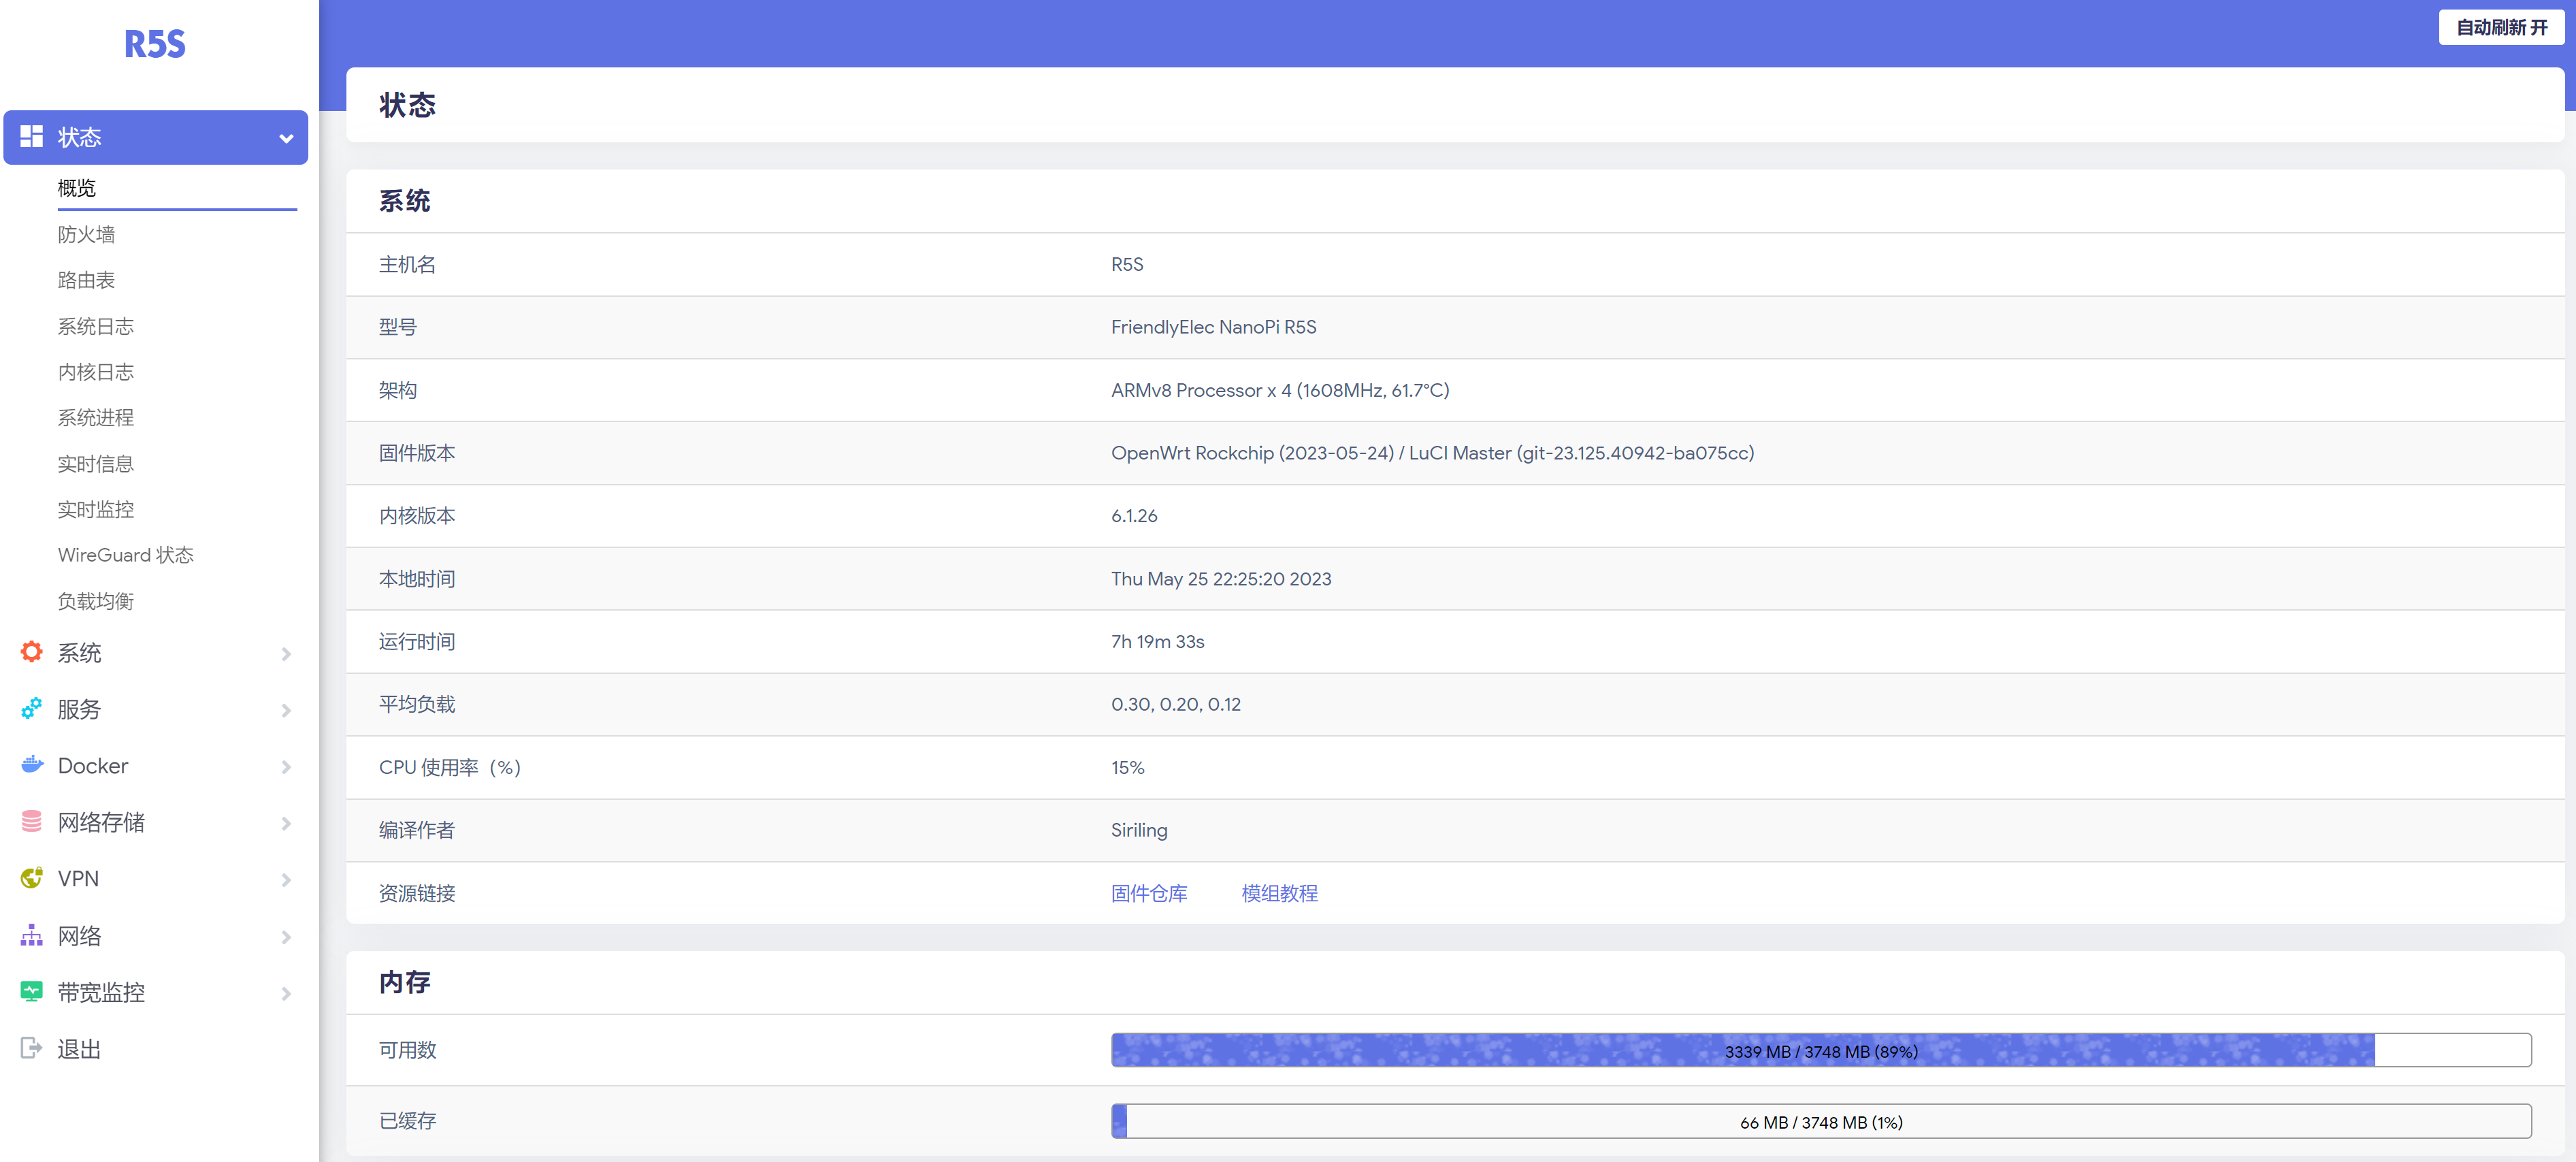 R5S
自动刷新 开
状态
概览
防火墙
路由表
系统日志
内核日志
系统进程
实时信息
实时监控
WireGuard 状态
负载均衡
系统
服务
Docker
网络存储
VPN
网络
带宽监控
退出
状态
系统
主机名 R5S
型号 FriendlyElec NanoPi R5S
架构 ARMv8 Processor x 4 (1608MHz, 61.7°C)
固件版本 OpenWrt Rockchip (2023-05-24) / LuCI Master (git-23.125.40942-ba075cc)
内核版本 6.1.26
本地时间 Thu May 25 22:25:20 2023
运行时间 7h 19m 33s
平均负载 0.30, 0.20, 0.12
CPU 使用率（%） 15%
编译作者 Siriling
资源链接 固件仓库 模组教程
内存
可用数 3339 MB / 3748 MB (89%)
已缓存 66 MB / 3748 MB (1%)